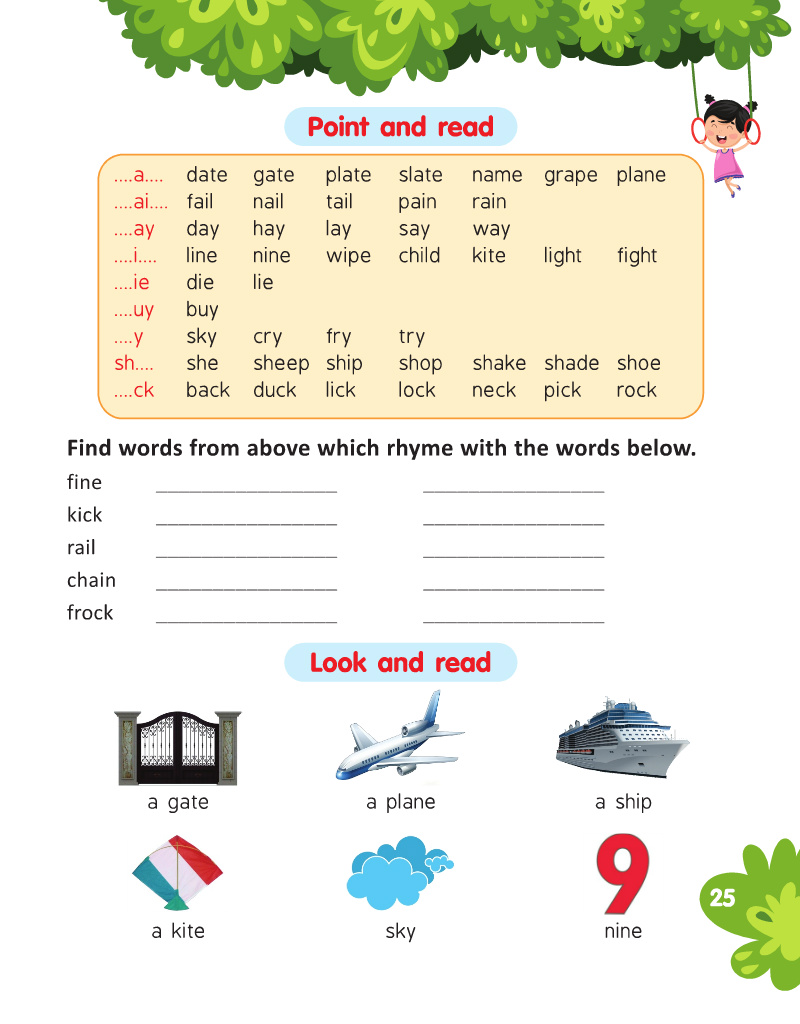 Point and read
....a.... date gate plate slate name grape plane
....ai.... fail nail tail pain rain
....ay day hay lay say way
....i.... line nine wipe child kite light fight
....ie die lie
....uy buy
....y sky cry fry try
sh.... she sheep ship shop shake shade shoe
....ck back duck lick lock neck pick rock
Find words from above which rhyme with the words below.
fine ________________ ________________
kick ________________ ________________
rail ________________ ________________
chain ________________ ________________
frock ________________ ________________
Look and read
a gate a plane a ship
9
a kite sky nine
25